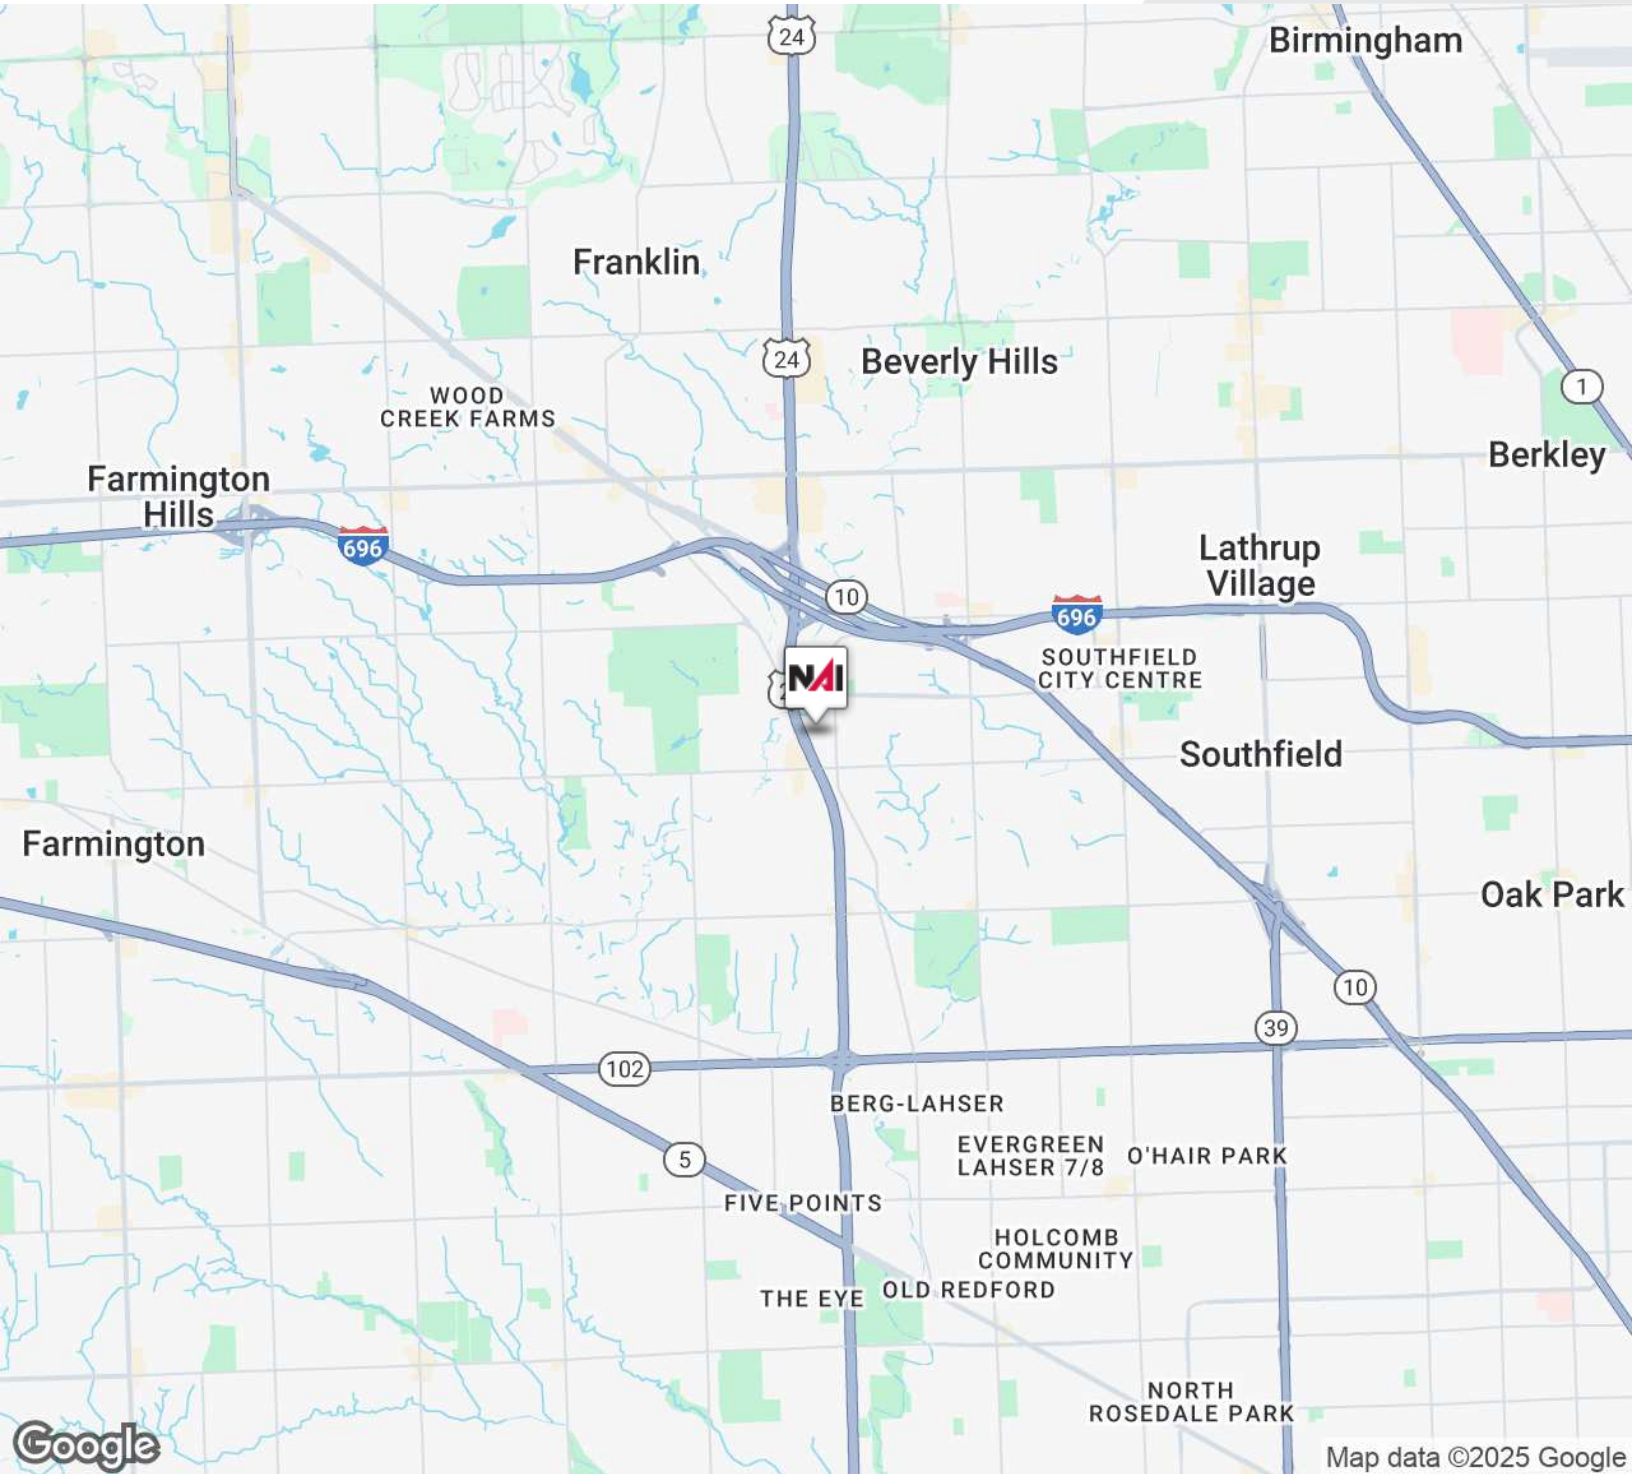 24
Birmingham
Franklin
24
Beverly Hills
1
WOOD
CREEK FARMS
Berkley
Farmington
Hills
696
Lathrup
Village
10
696
SOUTHFIELD
CITY CENTRE
NAI
Southfield
Farmington
Oak Park
10
39
102
BERG-LAHSER
EVERGREEN
LAHSER 7/8
O'HAIR PARK
5
FIVE POINTS
HOLCOMB
COMMUNITY
THE EYE
OLD REDFORD
NORTH
ROSEDALE PARK
Google
Map data ©2025 Google